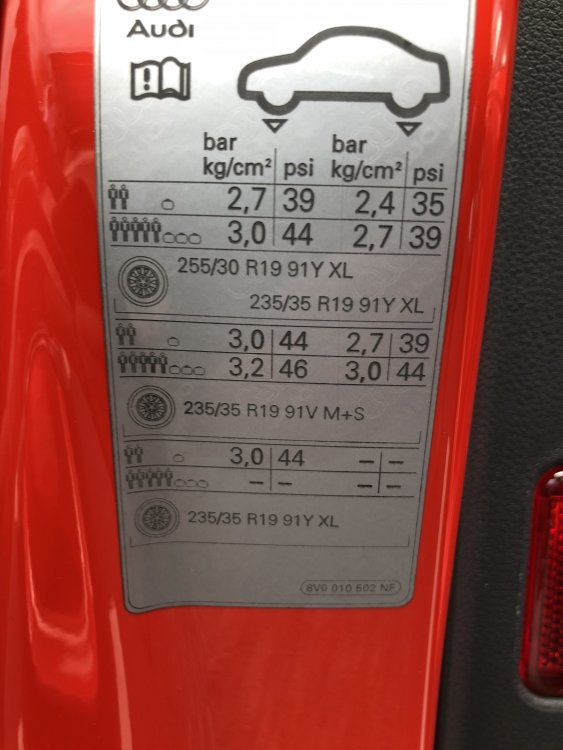 Audi
bar bar
kg/cm² psi kg/cm² psi
2,7 39 2,4 35
3,0 44 2,7 39
255/30 R19 91Y XL
235/35 R19 91Y XL
3,0 44 2,7 39
3,2 46 3,0 44
235/35 R19 91V M+S
3,0 44 – –
– – – –
235/35 R19 91Y XL
8V0 010 502 NF